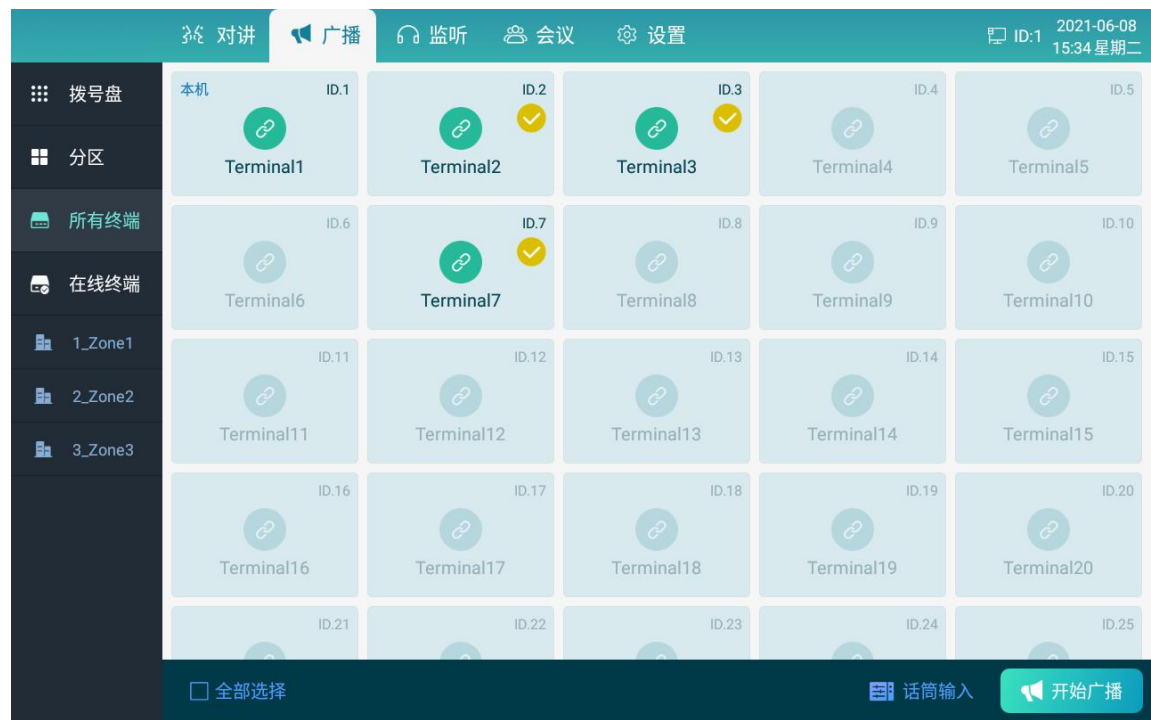 对讲 广播 监听 会议 设置 ID:1 2021-06-08
15:34 星期二
拨号盘
分区
所有终端
在线终端
1_Zone1
2_Zone2
3_Zone3
本机 ID.1 ID.2 ID.3 ID.4 ID.5
Terminal1 Terminal2 Terminal3 Terminal4 Terminal5
ID.6 ID.7 ID.8 ID.9 ID.10
Terminal6 Terminal7 Terminal8 Terminal9 Terminal10
ID.11 ID.12 ID.13 ID.14 ID.15
Terminal11 Terminal12 Terminal13 Terminal14 Terminal15
ID.16 ID.17 ID.18 ID.19 ID.20
Terminal16 Terminal17 Terminal18 Terminal19 Terminal20
ID.21 ID.22 ID.23 ID.24 ID.25
全部选择 话筒输入 开始广播